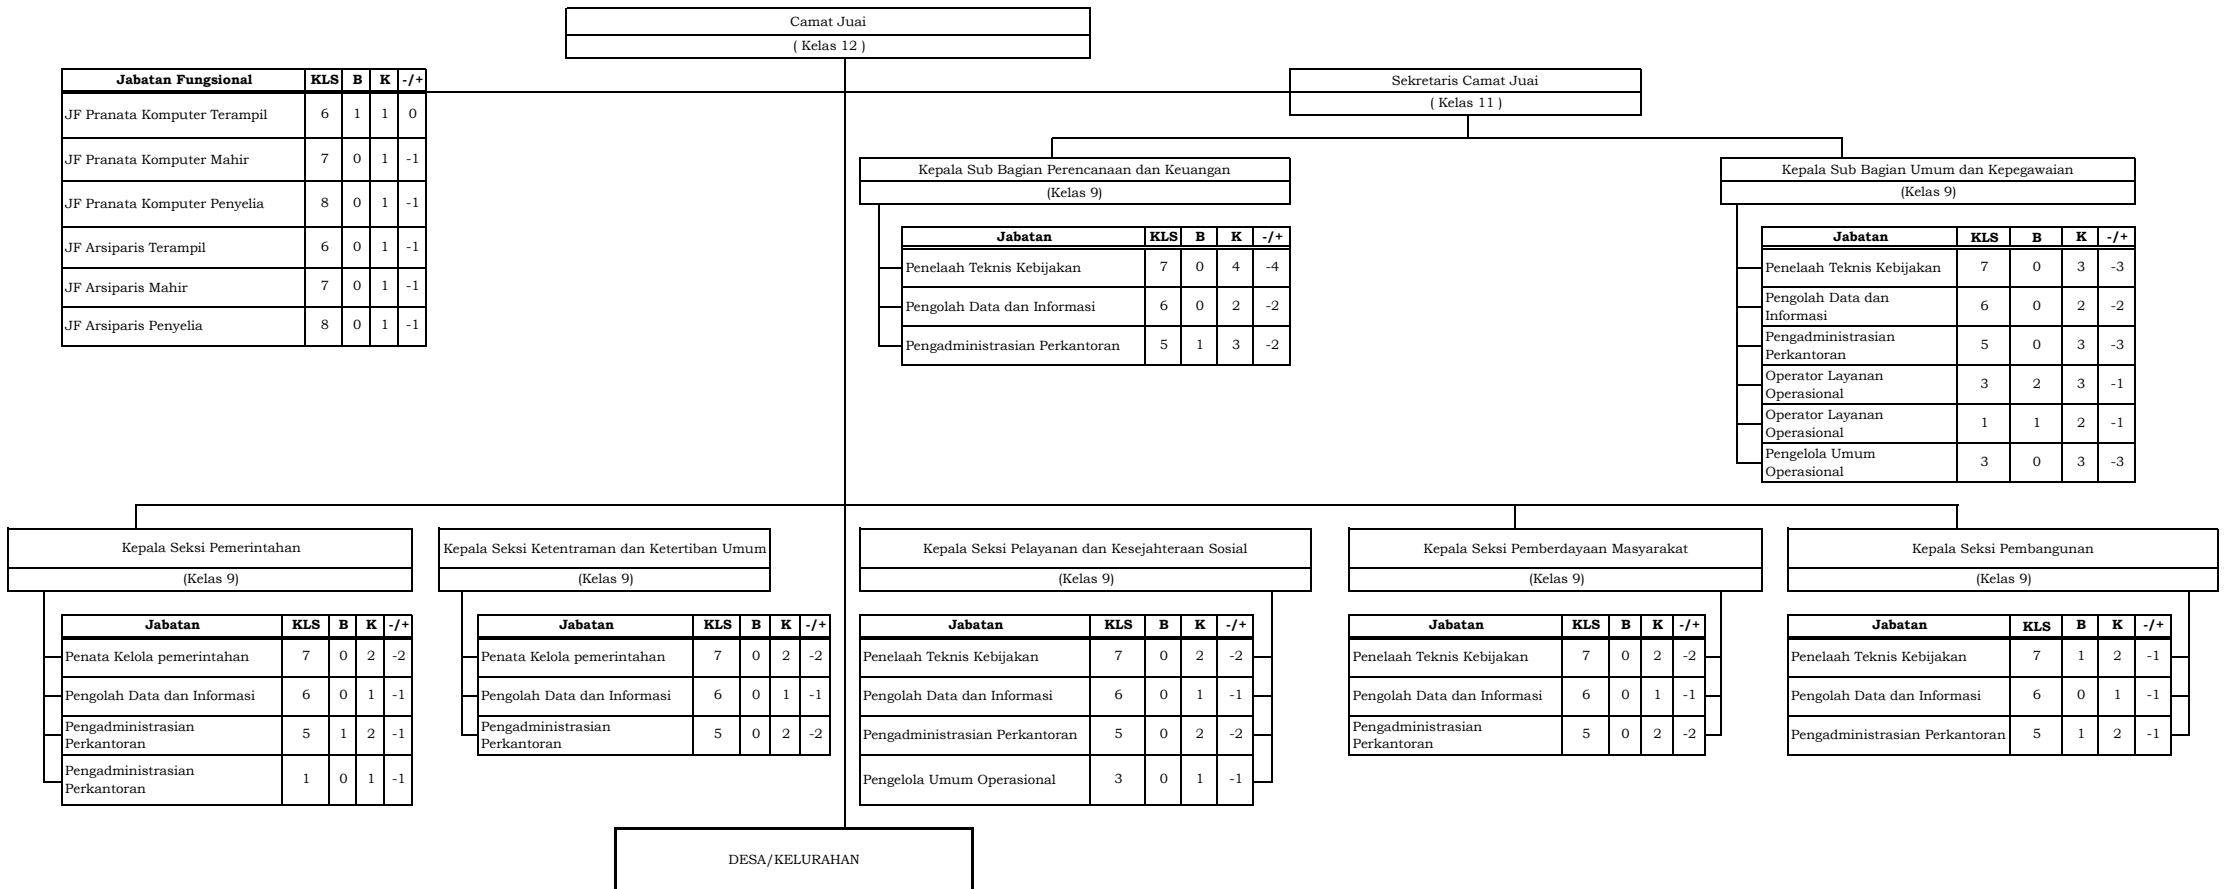 Camat Juai
( Kelas 12 )
Jabatan Fungsional KLS B K -/+
JF Pranata Komputer Terampil 6 1 1 0
JF Pranata Komputer Mahir 7 0 1 -1
JF Pranata Komputer Penyelia 8 0 1 -1
JF Arsiparis Terampil 6 0 1 -1
JF Arsiparis Mahir 7 0 1 -1
JF Arsiparis Penyelia 8 0 1 -1
Sekretaris Camat Juai
( Kelas 11 )
Kepala Sub Bagian Perencanaan dan Keuangan
(Kelas 9)
Jabatan KLS B K -/+
Penelaah Teknis Kebijakan 7 0 4 -4
Pengolah Data dan Informasi 6 0 2 -2
Pengadministrasian Perkantoran 5 1 3 -2
Kepala Sub Bagian Umum dan Kepegawaian
(Kelas 9)
Jabatan KLS B K -/+
Penelaah Teknis Kebijakan 7 0 3 -3
Pengolah Data dan
Informasi 6 0 2 -2
Pengadministrasian
Perkantoran 5 0 3 -3
Operator Layanan
Operasional 3 2 3 -1
Operator Layanan
Operasional 1 1 2 -1
Pengelola Umum
Operasional 3 0 3 -3
Kepala Seksi Pemerintahan
(Kelas 9)
Jabatan KLS B K -/+
Penata Kelola pemerintahan 7 0 2 -2
Pengolah Data dan Informasi 6 0 1 -1
Pengadministrasian
Perkantoran 5 1 2 -1
Pengadministrasian
Perkantoran 1 0 1 -1
Kepala Seksi Ketentraman dan Ketertiban Umum
(Kelas 9)
Jabatan KLS B K -/+
Penata Kelola pemerintahan 7 0 2 -2
Pengolah Data dan Informasi 6 0 1 -1
Pengadministrasian
Perkantoran 5 0 2 -2
Kepala Seksi Pelayanan dan Kesejahteraan Sosial
(Kelas 9)
Jabatan KLS B K -/+
Penelaah Teknis Kebijakan 7 0 2 -2
Pengolah Data dan Informasi 6 0 1 -1
Pengadministrasian Perkantoran 5 0 2 -2
Pengelola Umum Operasional 3 0 1 -1
Kepala Seksi Pemberdayaan Masyarakat
(Kelas 9)
Jabatan KLS B K -/+
Penelaah Teknis Kebijakan 7 0 2 -2
Pengolah Data dan Informasi 6 0 1 -1
Pengadministrasian
Perkantoran 5 0 2 -2
Kepala Seksi Pembangunan
(Kelas 9)
Jabatan KLS B K -/+
Penelaah Teknis Kebijakan 7 1 2 -1
Pengolah Data dan Informasi 6 0 1 -1
Pengadministrasian Perkantoran 5 1 2 -1
DESA/KELURAHAN